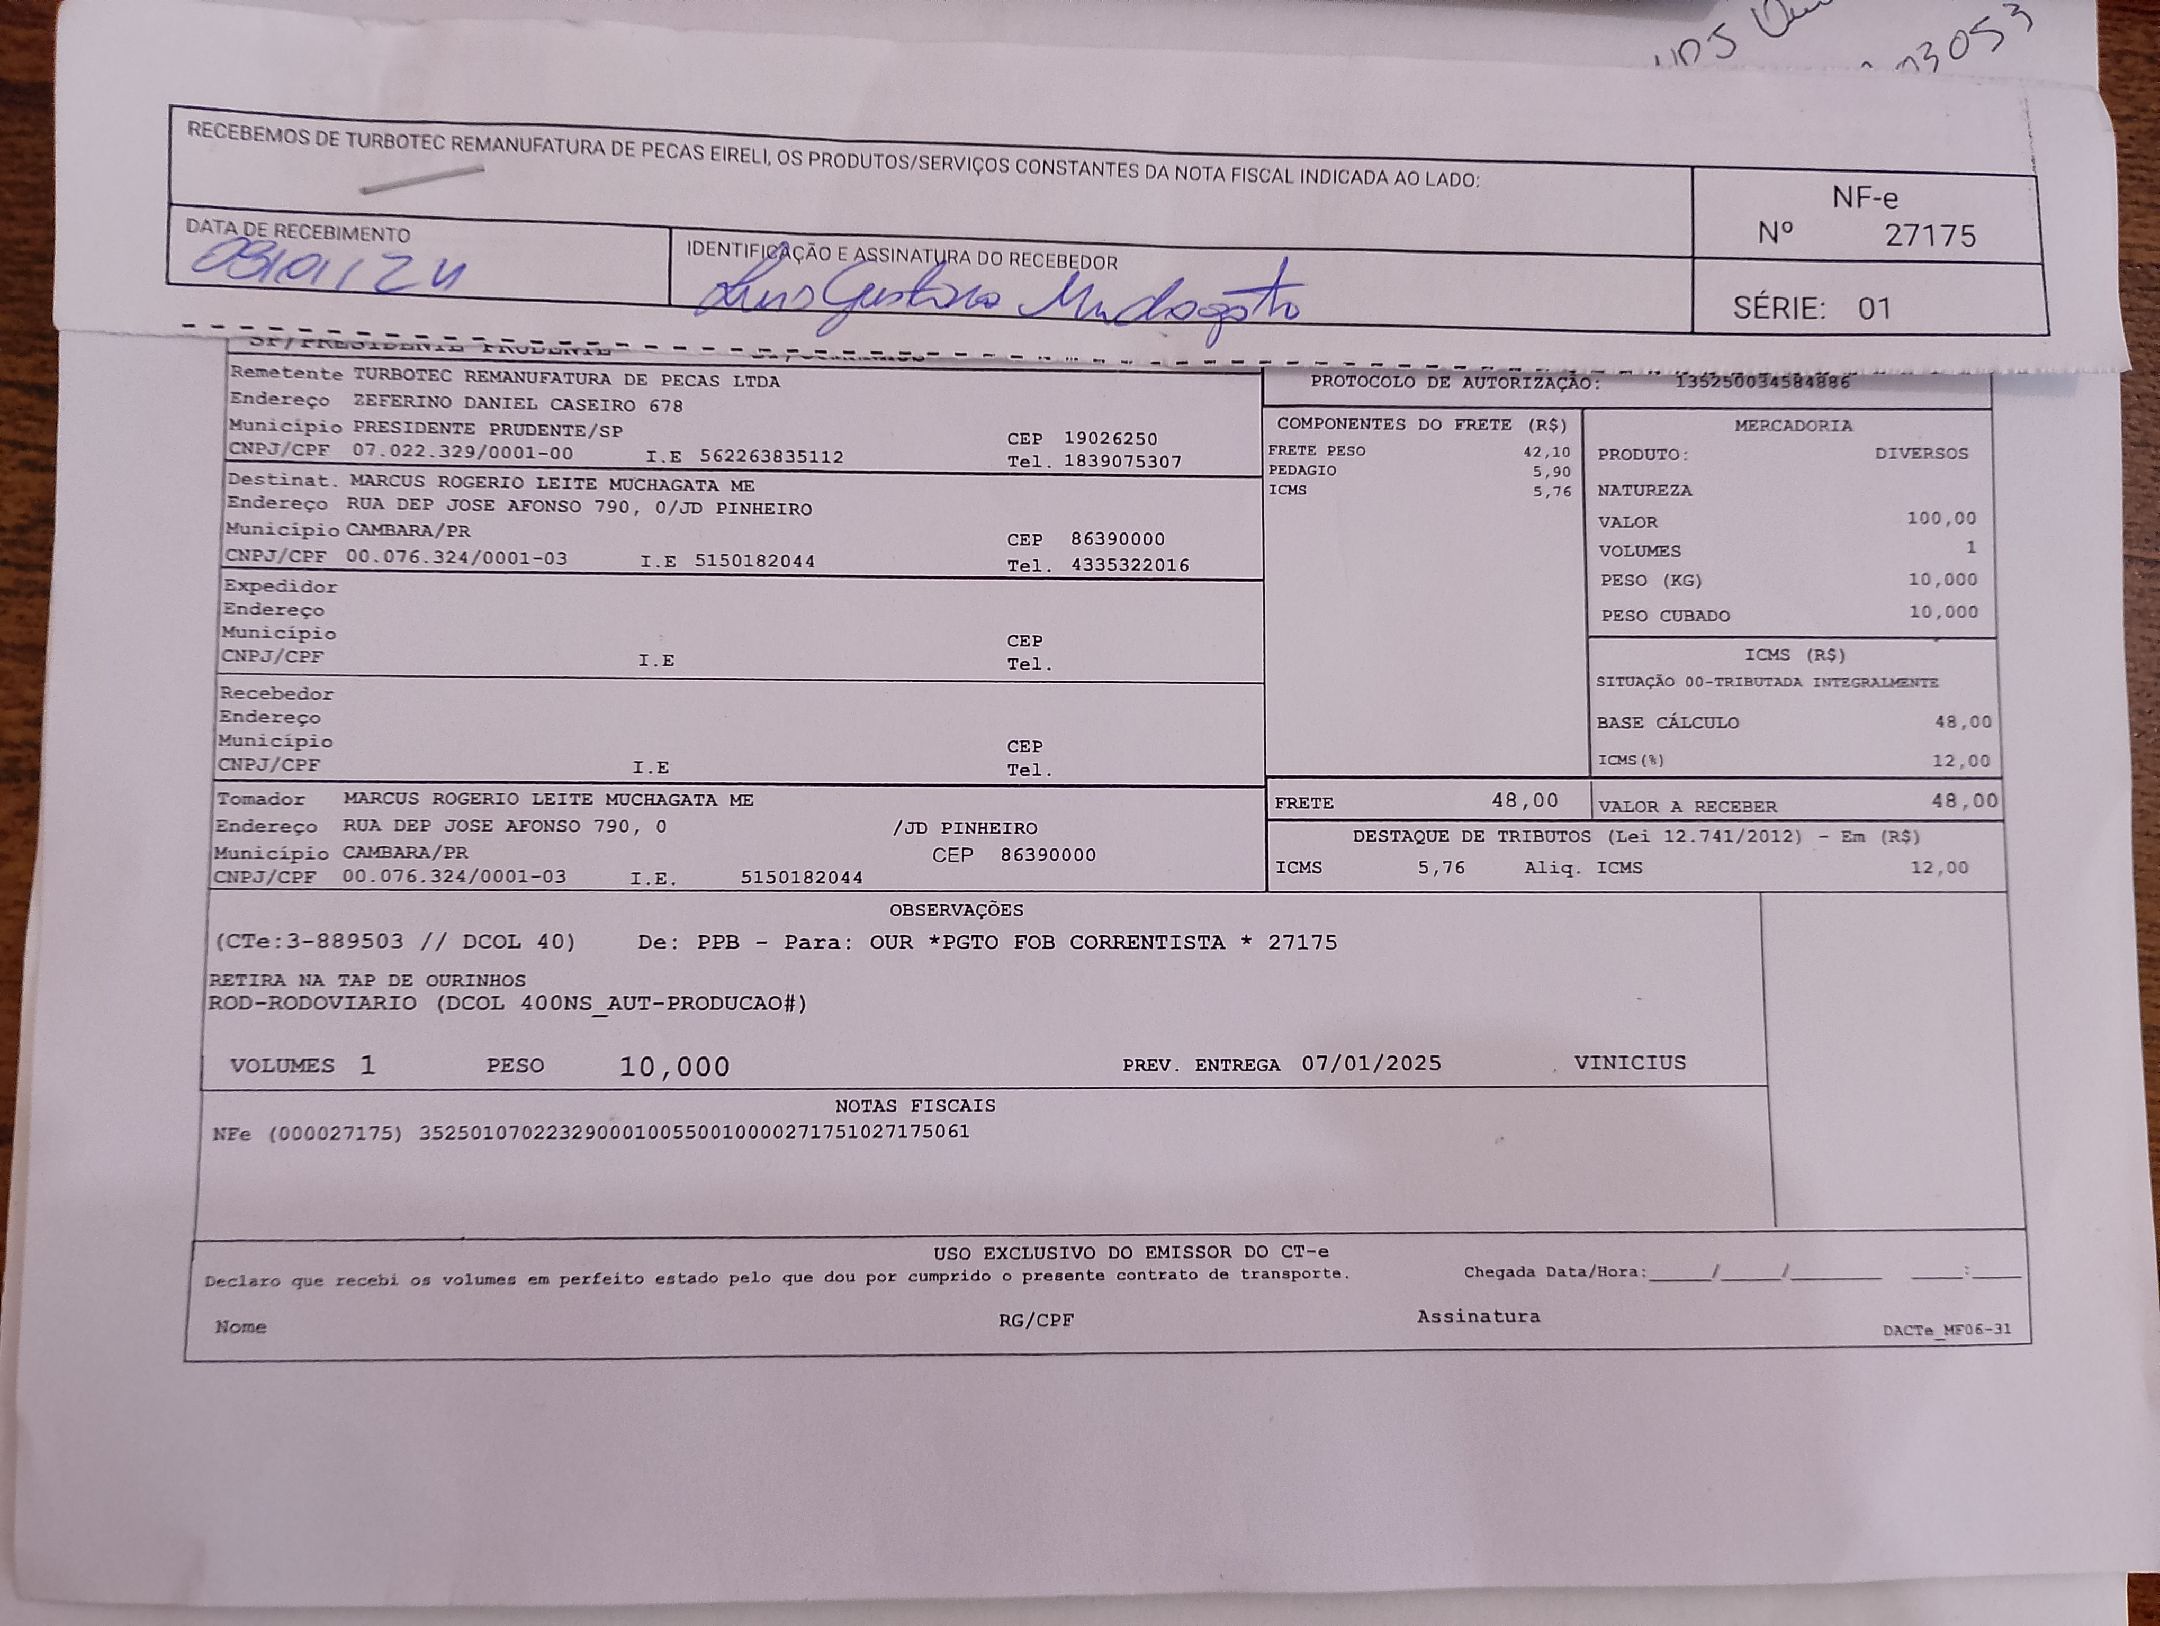 13053
RECEBEMOS DE TURBOTEC REMANUFATURA DE PECAS EIRELI, OS PRODUTOS/SERVIÇOS CONSTANTES DA NOTA FISCAL INDICADA AO LADO:
NF-e
Nº 27175
SÉRIE: 01
DATA DE RECEBIMENTO
IDENTIFICAÇÃO E ASSINATURA DO RECEBEDOR
Luis Gustavo
SP/PRESIDENTE PRUDENTE
Remetente TURBOTEC REMANUFATURA DE PECAS LTDA
Endereço ZEFERINO DANIEL CASEIRO 678
Município PRESIDENTE PRUDENTE/SP CEP 19026250
CNPJ/CPF 07.022.329/0001-00 I.E 562263835112 Tel. 1839075307
Destinat. MARCUS ROGERIO LEITE MUCHAGATA ME
Endereço RUA DEP JOSE AFONSO 790, 0/JD PINHEIRO
Município CAMBARA/PR CEP 86390000
CNPJ/CPF 00.076.324/0001-03 I.E 5150182044 Tel. 4335322016
Expedidor
Endereço
Município CEP
CNPJ/CPF I.E Tel.
Recebedor
Endereço
Município CEP
CNPJ/CPF I.E Tel.
Tomador MARCUS ROGERIO LEITE MUCHAGATA ME
Endereço RUA DEP JOSE AFONSO 790, 0 /JD PINHEIRO
Município CAMBARA/PR CEP 86390000
CNPJ/CPF 00.076.324/0001-03 I.E. 5150182044
PROTOCOLO DE AUTORIZAÇÃO: 135250034584886
COMPONENTES DO FRETE (R$)
FRETE PESO 42,10
PEDAGIO 5,90
ICMS 5,76
MERCADORIA
PRODUTO: DIVERSOS
NATUREZA
VALOR 100,00
VOLUMES 1
PESO (KG) 10,000
PESO CUBADO 10,000
ICMS (R$)
SITUAÇÃO 00-TRIBUTADA INTEGRALMENTE
BASE CÁLCULO 48,00
ICMS(%) 12,00
FRETE 48,00 VALOR A RECEBER 48,00
DESTAQUE DE TRIBUTOS (Lei 12.741/2012) - Em (R$)
ICMS 5,76 Aliq. ICMS 12,00
OBSERVAÇÕES
(CTe:3-889503 // DCOL 40) De: PPB - Para: OUR *PGTO FOB CORRENTISTA * 27175
RETIRA NA TAP DE OURINHOS
ROD-RODOVIARIO (DCOL 400NS_AUT-PRODUCAO#)
VOLUMES 1 PESO 10,000 PREV. ENTREGA 07/01/2025 VINICIUS
NOTAS FISCAIS
NFe (000027175) 35250107022329000100550010000271751027175061
USO EXCLUSIVO DO EMISSOR DO CT-e
Declaro que recebi os volumes em perfeito estado pelo que dou por cumprido o presente contrato de transporte. Chegada Data/Hora:_____/_____/________ _____:_____
Nome RG/CPF Assinatura
DACTe_MF06-31